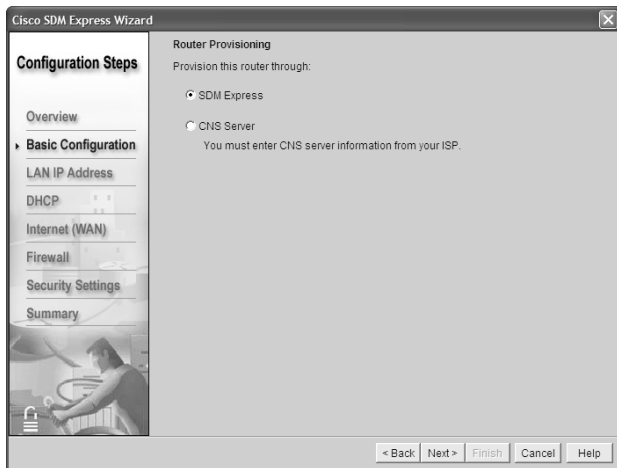 Cisco SDM Express Wizard
Configuration Steps
Overview
Basic Configuration
LAN IP Address
DHCP
Internet (WAN)
Firewall
Security Settings
Summary
Router Provisioning
Provision this router through:
SDM Express
CNS Server
You must enter CNS server information from your ISP.
< Back Next > Finish Cancel Help